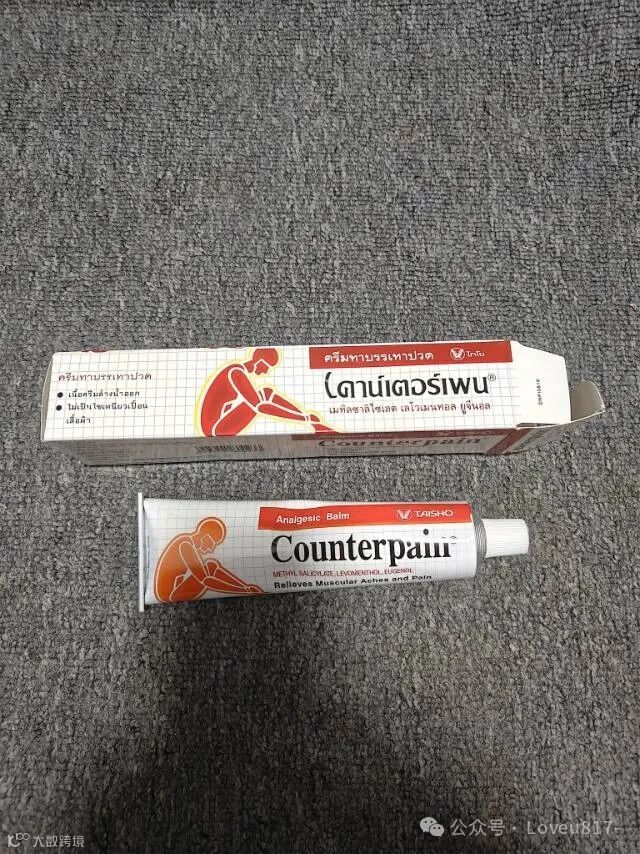 ครีมทาบรรเทาปวด
ไทโช
ครีมทาบรรเทาปวด
เคาน์เตอร์เพน®
• เนื้อครีมล้างน้ำออก
• ไม่เป็นไขเหนียวเปื้อน
เสื้อผ้า
เมทิลซาลิไซเลต เลโวเมนทอล ยูจีนอล
Counterpain
Analgesic Balm
TAISHO
Counterpain
METHYL SALICYLATE, LEVOMENTHOL, EUGENOL
Relieves Muscular Aches and Pain
公众号 · Loveu817-
大数跨境